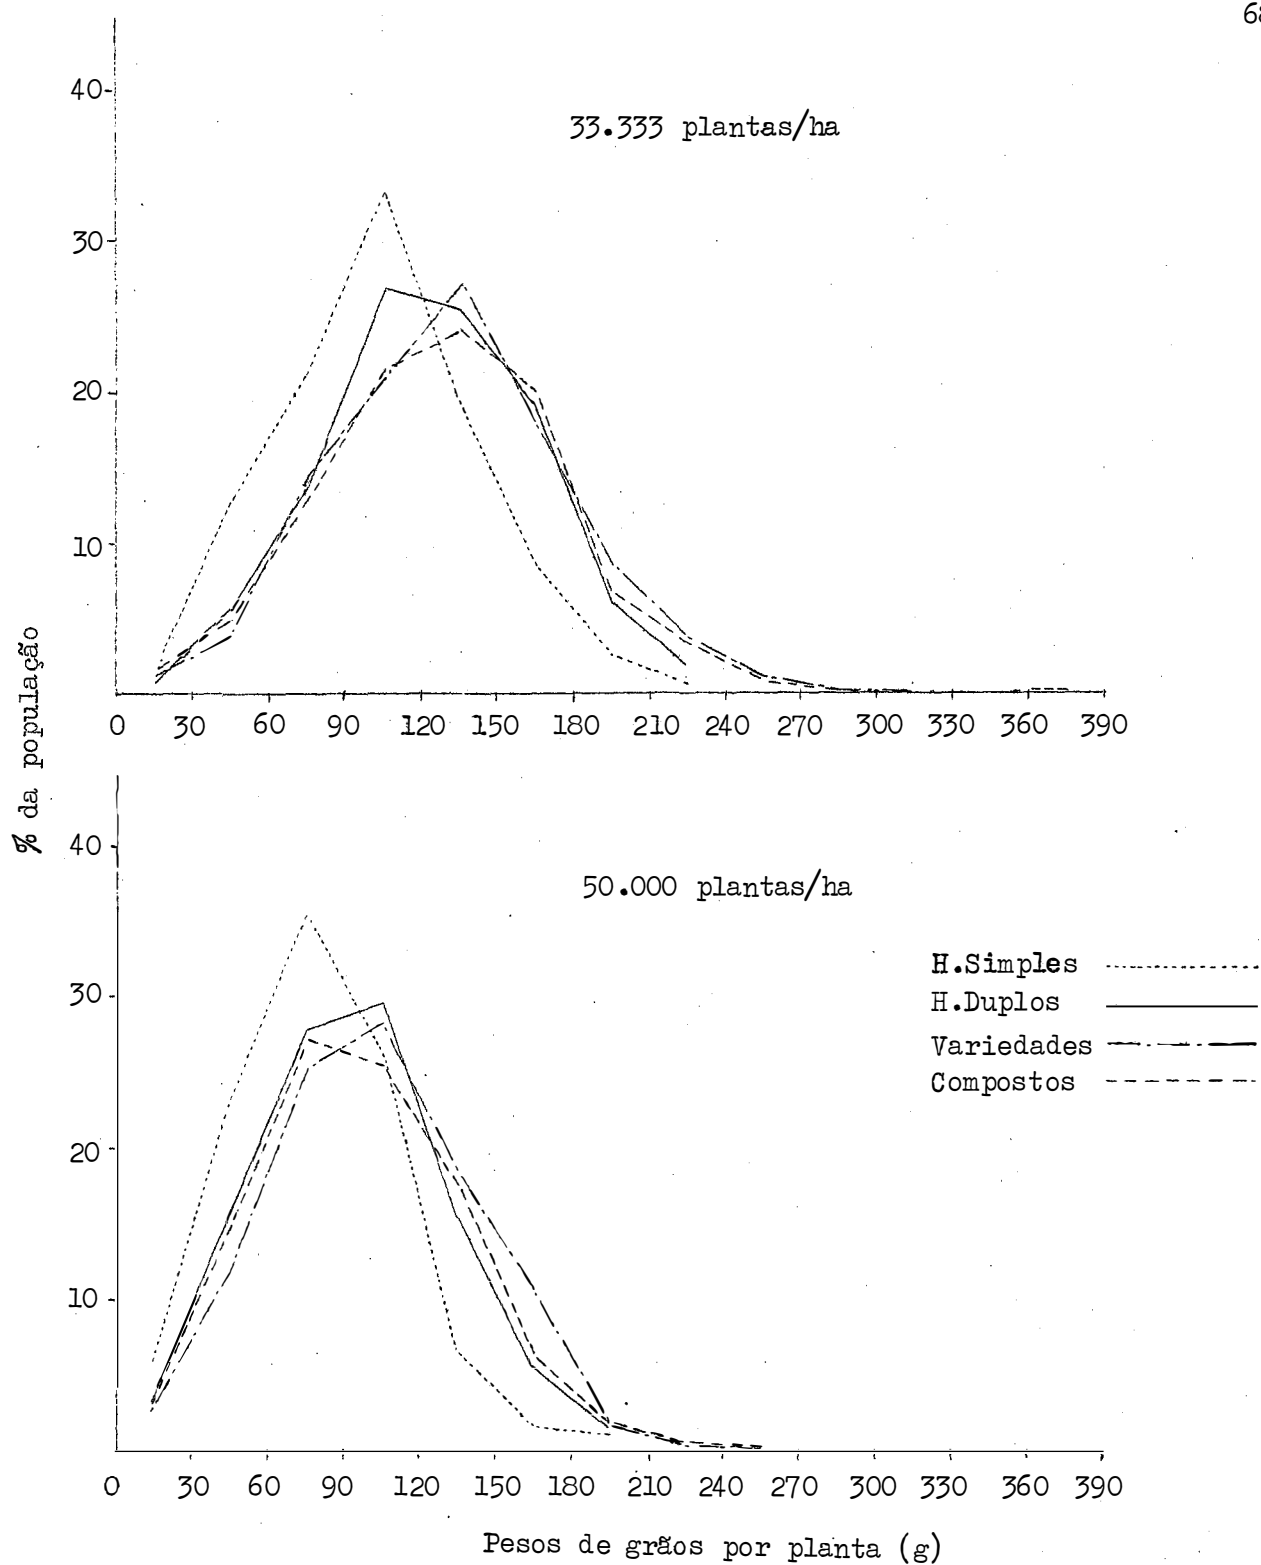 40
33.333 plantas/ha
30
20
10
0 30 60 90 120 150 180 210 240 270 300 330 360 390
% da população
40
50.000 plantas/ha
30
20
10
H.Simples
H.Duplos
Variedades
Compostos
0 30 60 90 120 150 180 210 240 270 300 330 360 390
Pesos de grãos por planta (g)